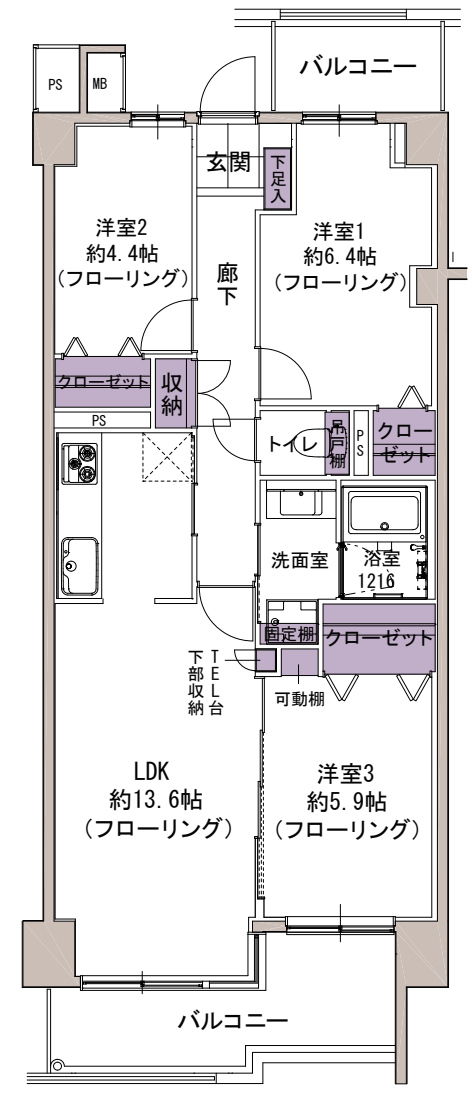 バルコニー
PS
MB
玄関
下足入
洋室2
約4.4帖
(フローリング)
洋室1
約6.4帖
(フローリング)
廊下
クローゼット
収納
PS
トイレ
吊戸棚
PS
クローゼット
洗面室
浴室
1216
固定棚
クローゼット
TEL台
下部収納
可動棚
LDK
約13.6帖
(フローリング)
洋室3
約5.9帖
(フローリング)
バルコニー